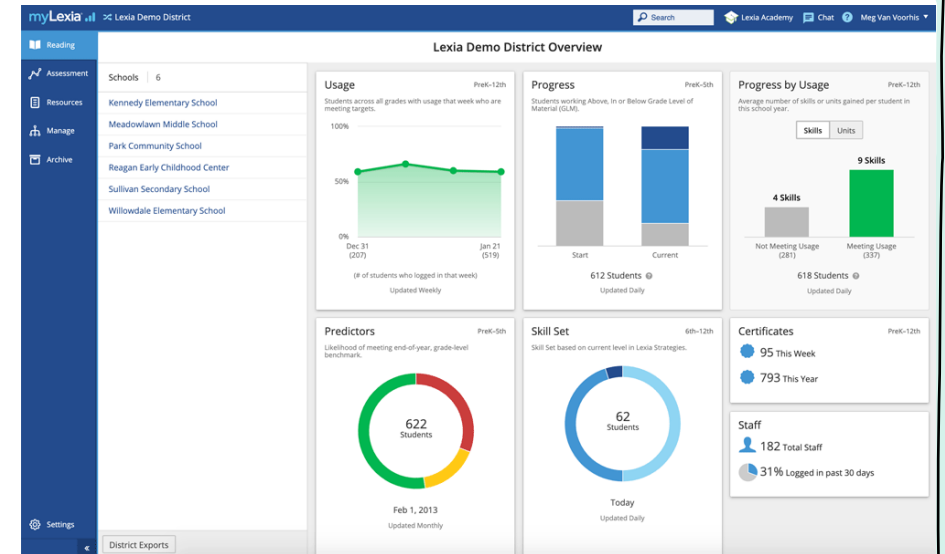 myLexia
Lexia Demo District
Search
Lexia Academy
Chat
?
Meg Van Voorhis
Reading
Assessment
Resources
Manage
Archive
Settings
«
Lexia Demo District Overview
Schools 6
Kennedy Elementary School
Meadowlawn Middle School
Park Community School
Reagan Early Childhood Center
Sullivan Secondary School
Willowdale Elementary School
District Exports
Usage PreK–12th
Students across all grades with usage that week who are
meeting targets.
100%
50%
0%
Dec 31 Jan 21
(207) (519)
(# of students who logged in that week)
Updated Weekly
Progress PreK–5th
Students working Above, In or Below Grade Level of
Material (GLM).
Start Current
612 Students ?
Updated Daily
Progress by Usage PreK–12th
Average number of skills or units gained per student in
this school year.
Skills Units
9 Skills
4 Skills
Not Meeting Usage Meeting Usage
(281) (337)
618 Students ?
Updated Daily
Predictors PreK–5th
Likelihood of meeting end-of-year, grade-level
benchmark.
622
Students
Feb 1, 2013
Updated Monthly
Skill Set 6th–12th
Skill Set based on current level in Lexia Strategies.
62
Students
Today
Updated Daily
Certificates PreK–12th
95 This Week
793 This Year
Staff
182 Total Staff
31% Logged in past 30 days